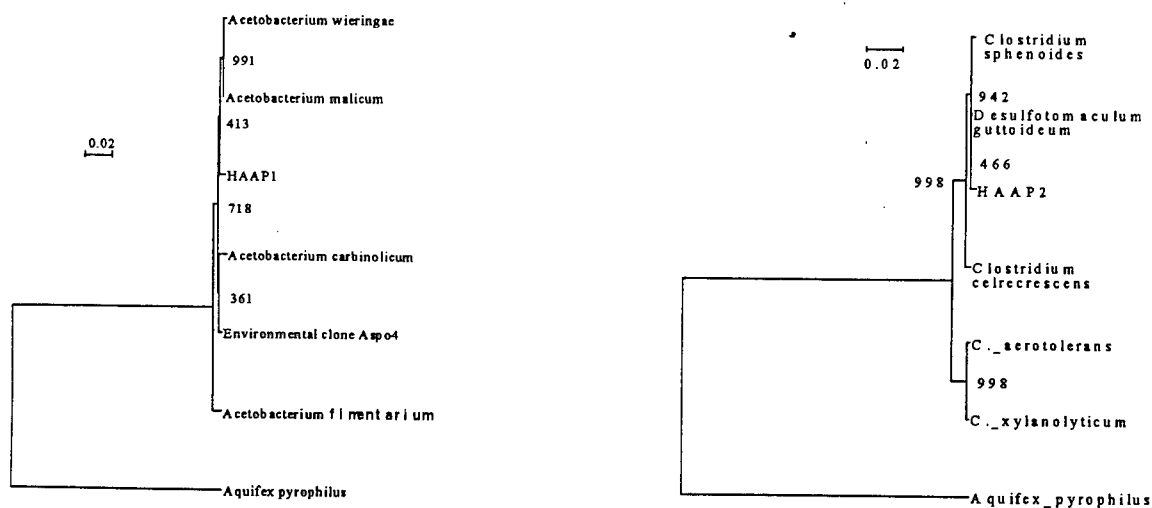 Acetobacterium wieringae
991
Acetobacterium malicum
413
0.02
HAAP1
718
Acetobacterium carbinolicum
361
Environmental clone Aspo4
Acetobacterium fimentarium
Aquifex pyrophilus
0.02
Clostridium
sphenoides
942
Desulfotomaculum
guttoideum
466
998
HAAP2
Clostridium
celrecrescens
C._aerotolerans
998
C._xylanolyticum
Aquifex_pyrophilus